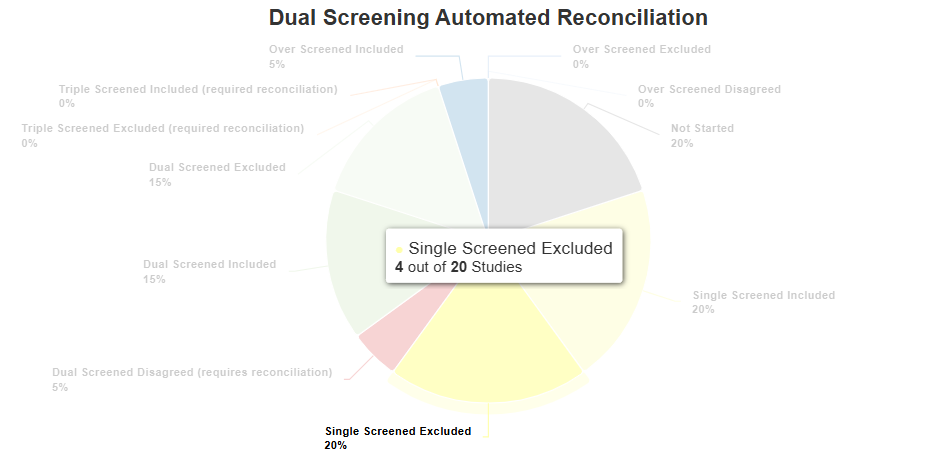 Dual Screening Automated Reconciliation
Over Screened Included
5%
Over Screened Excluded
0%
Triple Screened Included (required reconciliation)
0%
Over Screened Disagreed
0%
Triple Screened Excluded (required reconciliation)
0%
Not Started
20%
Dual Screened Excluded
15%
Single Screened Excluded
4 out of 20 Studies
Dual Screened Included
15%
Single Screened Included
20%
Dual Screened Disagreed (requires reconciliation)
5%
Single Screened Excluded
20%